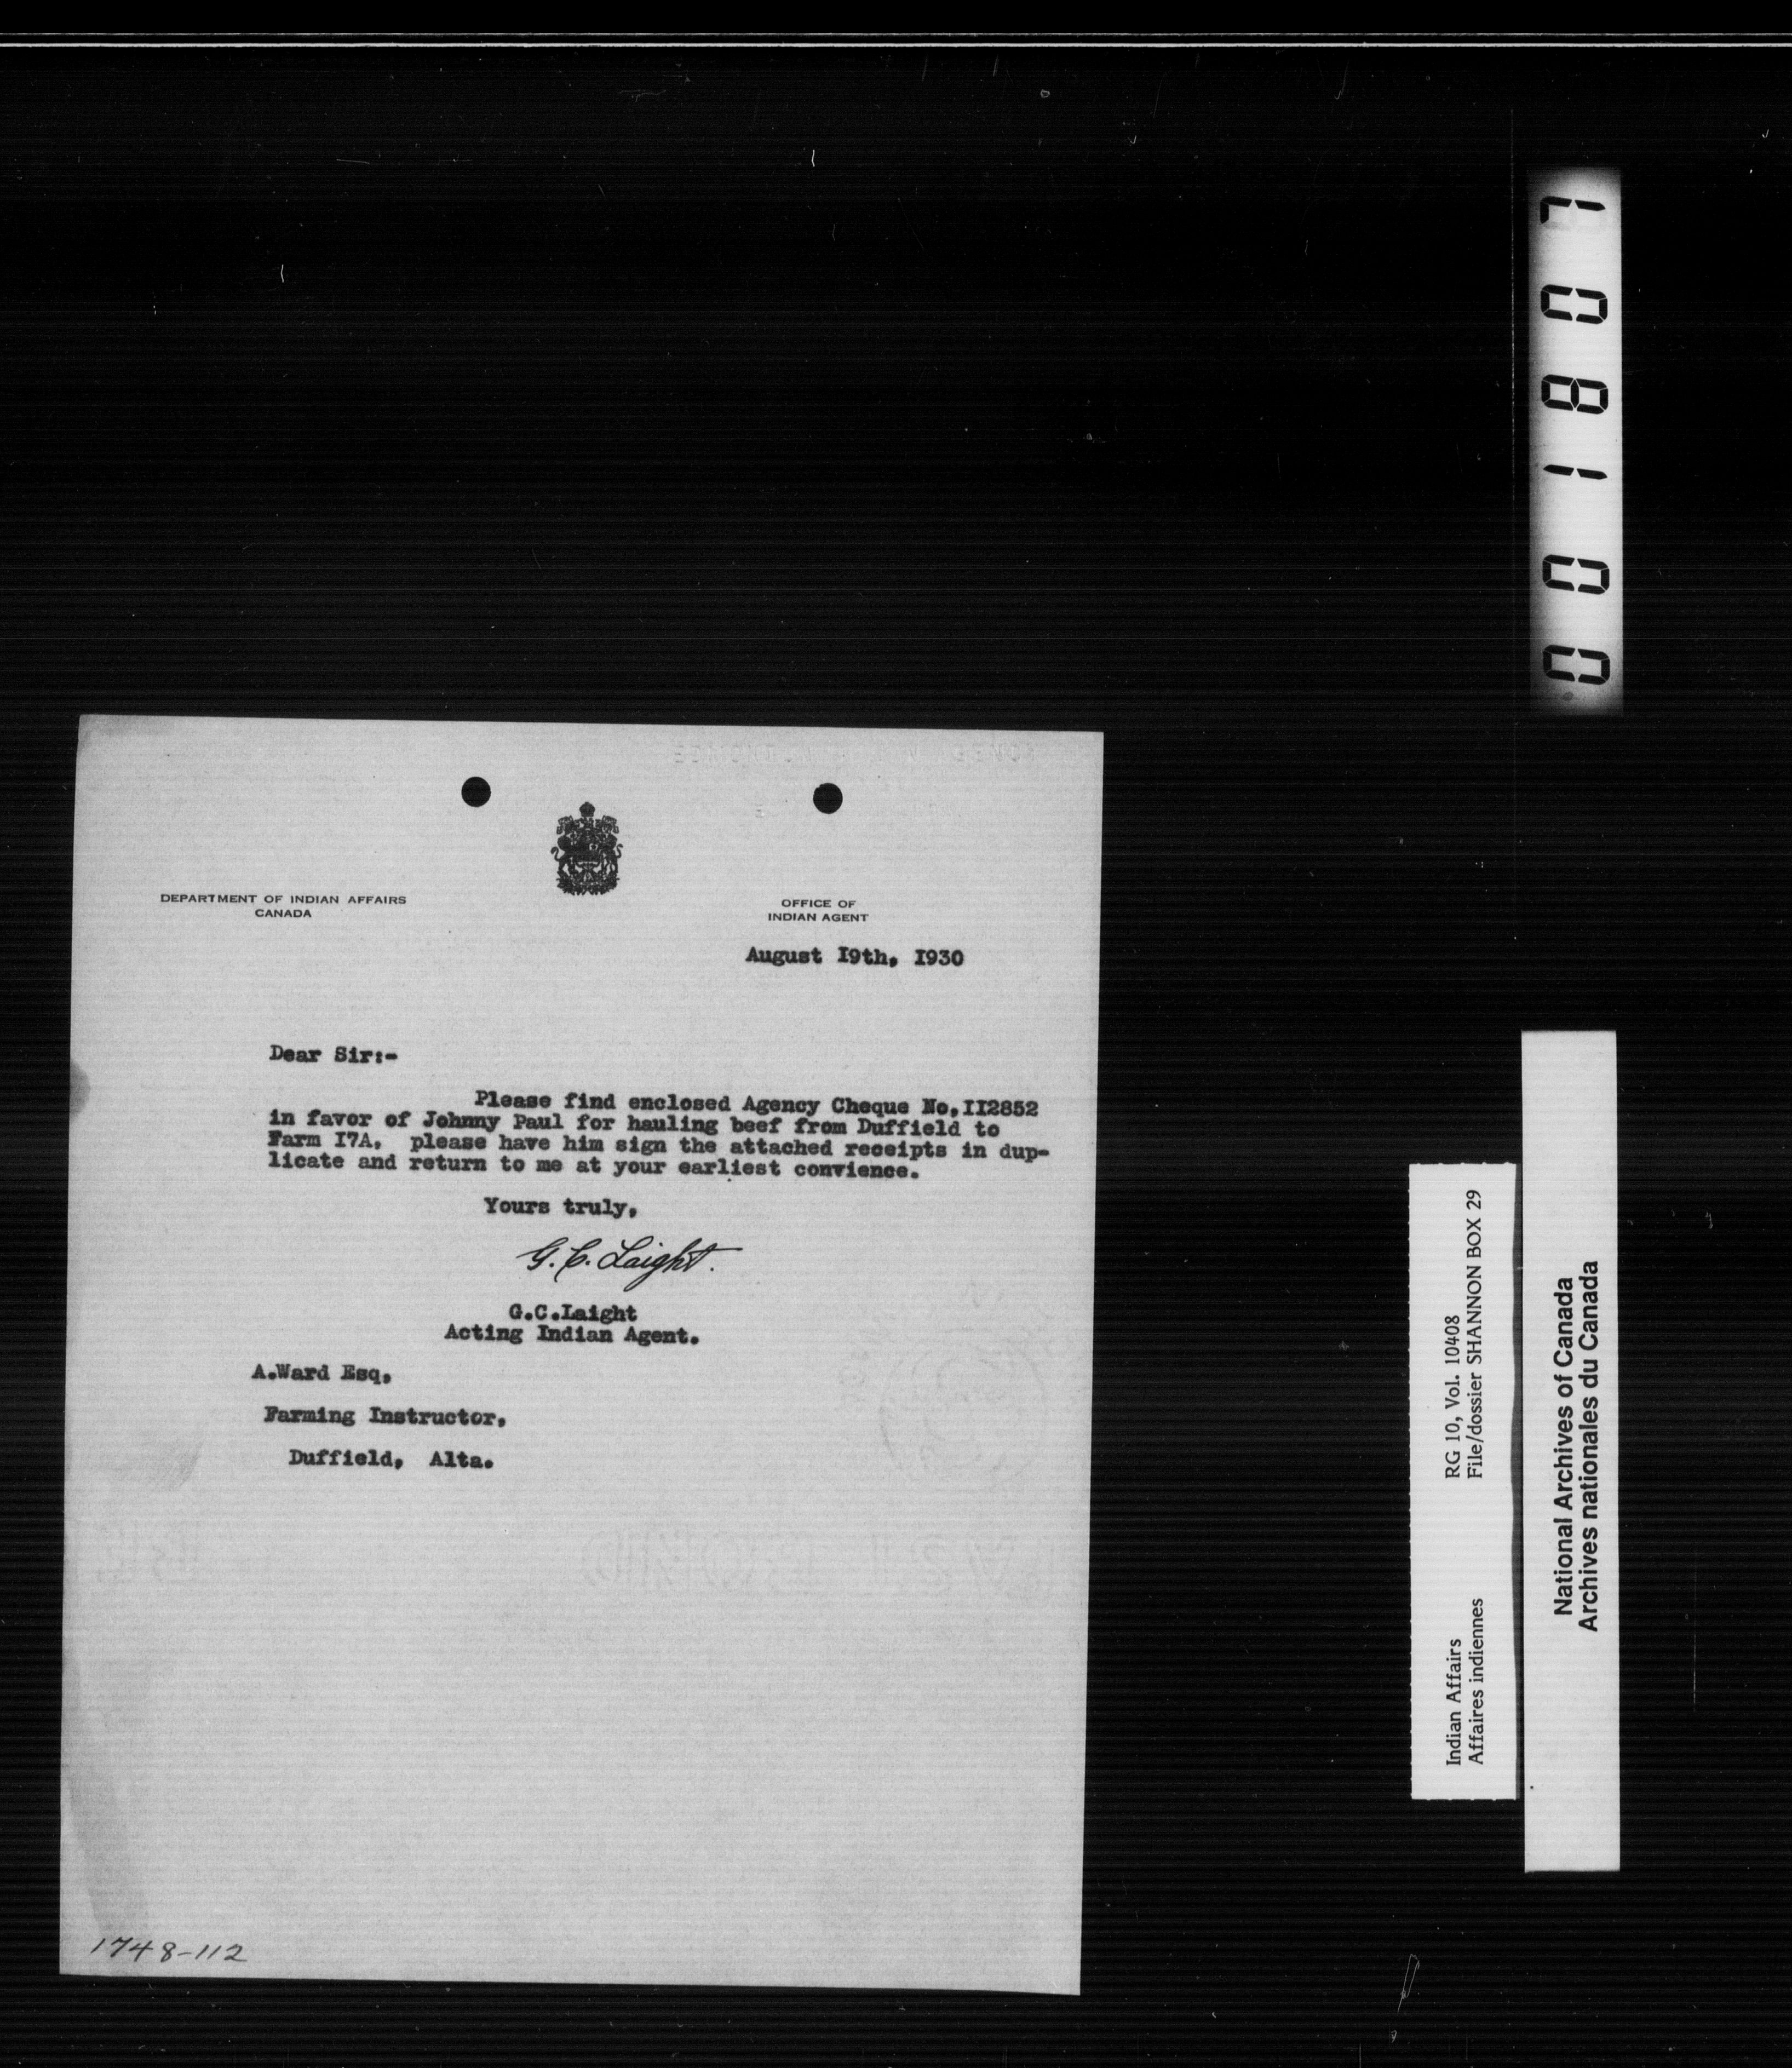 DEPARTMENT OF INDIAN AFFAIRS
CANADA
OFFICE OF
INDIAN AGENT
August I9th, I930
Dear Sir:-
Please find enclosed Agency Cheque No,II2852
in favor of Johnny Paul for hauling beef from Duffield to
Farm I7A, please have him sign the attached receipts in dup-
licate and return to me at your earliest convience.
Yours truly,
G. C. Laight.
G.C.Laight
Acting Indian Agent.
A.Ward Esq,
Farming Instructor,
Duffield, Alta.
1748-112
001807
Indian Affairs RG 10, Vol. 10408
Affaires indiennes File/dossier SHANNON BOX 29
National Archives of Canada
Archives nationales du Canada